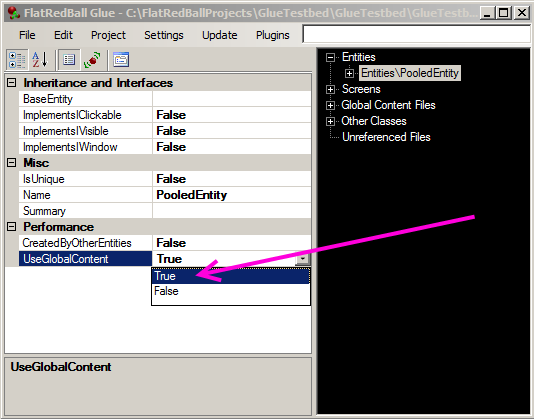 FlatRedBall Glue - C:\FlatRedBallProjects\GlueTestbed\GlueTestbed\GlueTestb...
File Edit Project Settings Update Plugins
Inheritance and Interfaces
BaseEntity
ImplementsIClickable False
ImplementsIVisible False
ImplementsIWindow False
Misc
IsUnique False
Name PooledEntity
Summary
Performance
CreatedByOtherEntities False
UseGlobalContent True
True
False
UseGlobalContent
Entities
Entities\PooledEntity
Screens
Global Content Files
Other Classes
Unreferenced Files